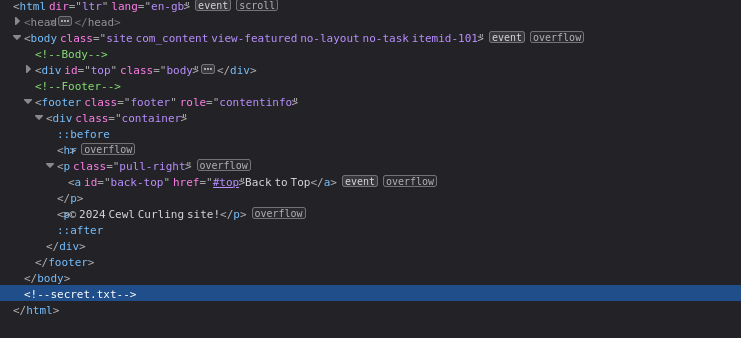 <html dir="ltr" lang="en-gb"> event scroll
<head> ••• </head>
<body class="site com_content view-featured no-layout no-task itemid-101"> event overflow
<!--Body-->
<div id="top" class="body"> ••• </div>
<!--Footer-->
<footer class="footer" role="contentinfo">
<div class="container">
::before
<hr> overflow
<p class="pull-right"> overflow
<a id="back-top" href="#top">Back to Top</a> event overflow
</p>
<p>© 2024 Cewl Curling site!</p> overflow
::after
</div>
</footer>
</body>
<!--secret.txt-->
</html>